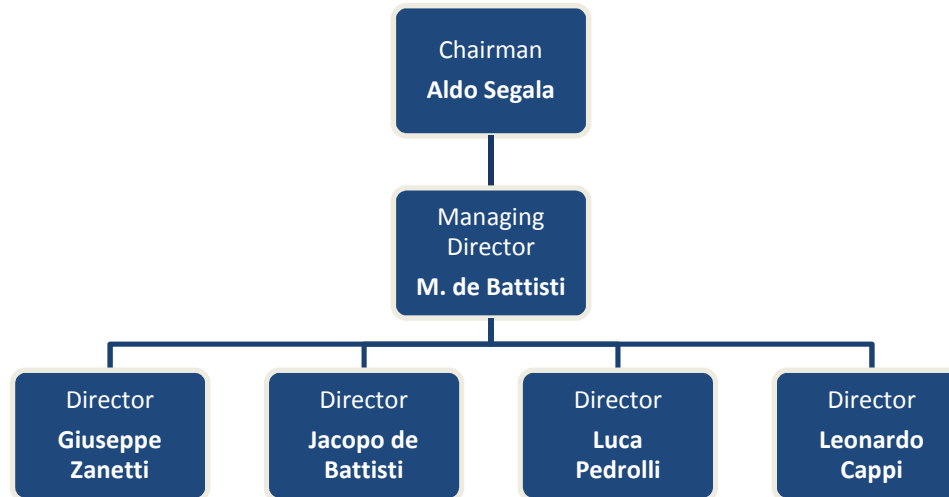 Chairman
Aldo Segala
Managing
Director
M. de Battisti
Director
Giuseppe
Zanetti
Director
Jacopo de
Battisti
Director
Luca
Pedrolli
Director
Leonardo
Cappi